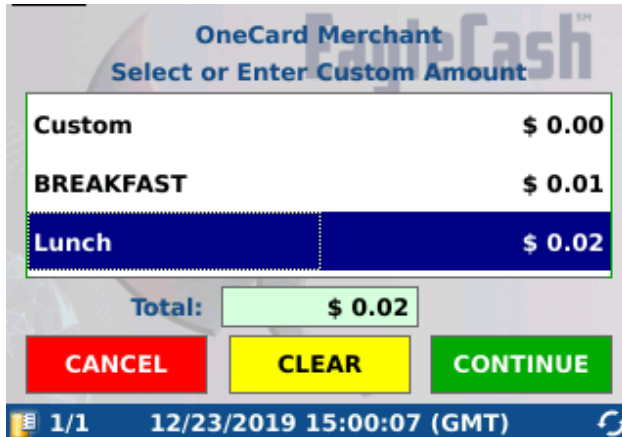 EagleCash SM
OneCard Merchant
Select or Enter Custom Amount
Custom $ 0.00
BREAKFAST $ 0.01
Lunch $ 0.02
Total: $ 0.02
CANCEL CLEAR CONTINUE
1/1 12/23/2019 15:00:07 (GMT)